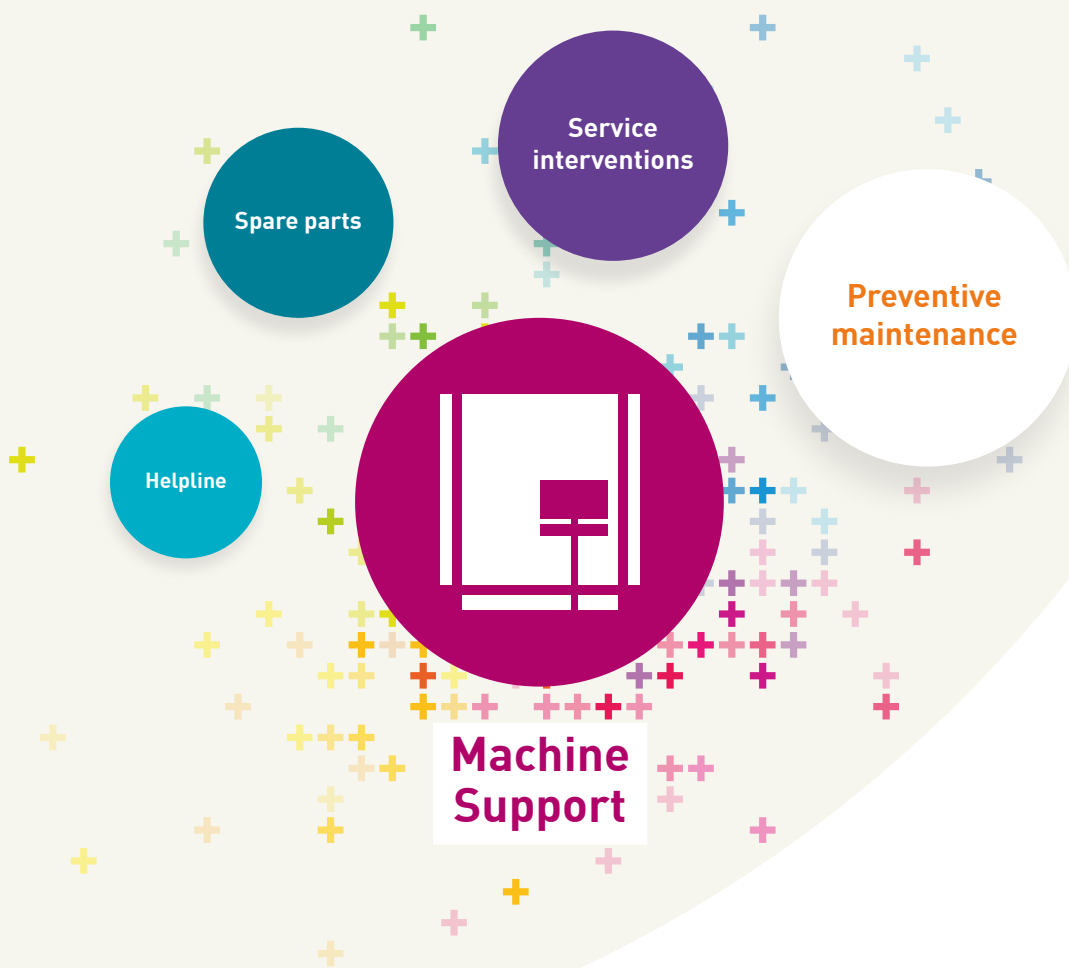 Service
interventions
Spare parts
Preventive
maintenance
Helpline
Machine
Support